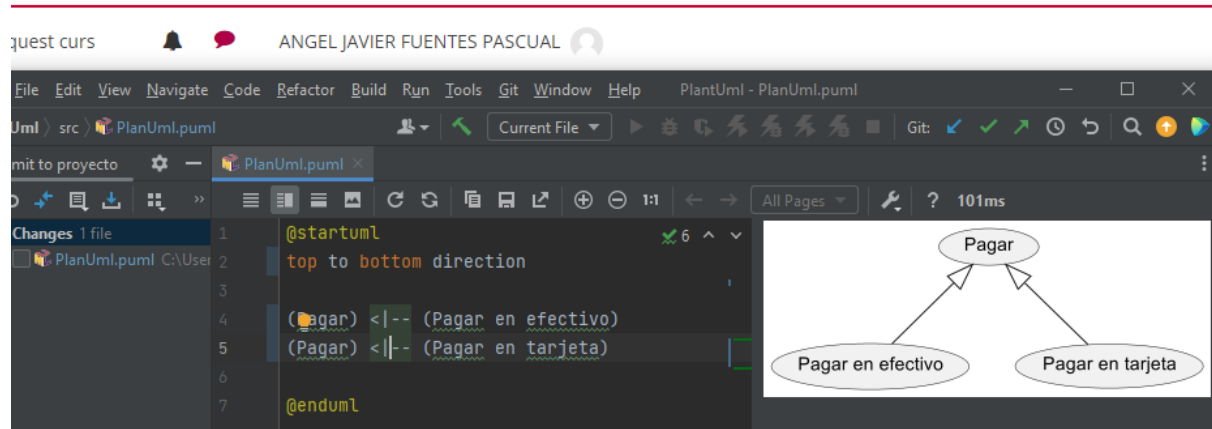 quest curs ANGEL JAVIER FUENTES PASCUAL
File Edit View Navigate Code Refactor Build Run Tools Git Window Help PlantUml - PlanUml.puml
Uml src PlanUml.puml Current File Git:
mit to proyecto PlanUml.puml
All Pages ? 101ms
1:1
Changes 1 file
PlanUml.puml C:\User
1 @startuml
6
2 top to bottom direction
3
4 (Pagar) <|-- (Pagar en efectivo)
5 (Pagar) <|-- (Pagar en tarjeta)
6
7 @enduml
Pagar
Pagar en efectivo Pagar en tarjeta